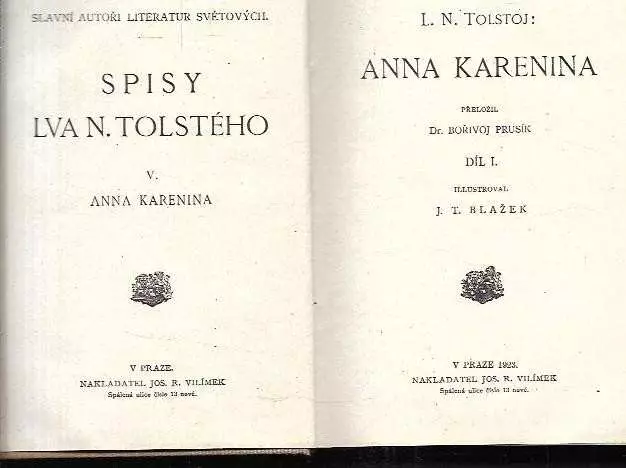 SLAVNÍ AUTOŘI LITERATUR SVĚTOVÝCH.
SPISY
LVA N. TOLSTÉHO
V.
ANNA KARENINA
V PRAZE.
NAKLADATEL JOS. R. VILÍMEK
Spálená ulice číslo 13 nové.
L. N. TOLSTOJ:
ANNA KARENINA
PŘELOŽIL
Dr. BOŘIVOJ PRUSÍK
DÍL I.
ILLUSTROVAL
J. T. BLAŽEK
V PRAZE 1923.
NAKLADATEL JOS. R. VILÍMEK
Spálená ulice číslo 13 nové.